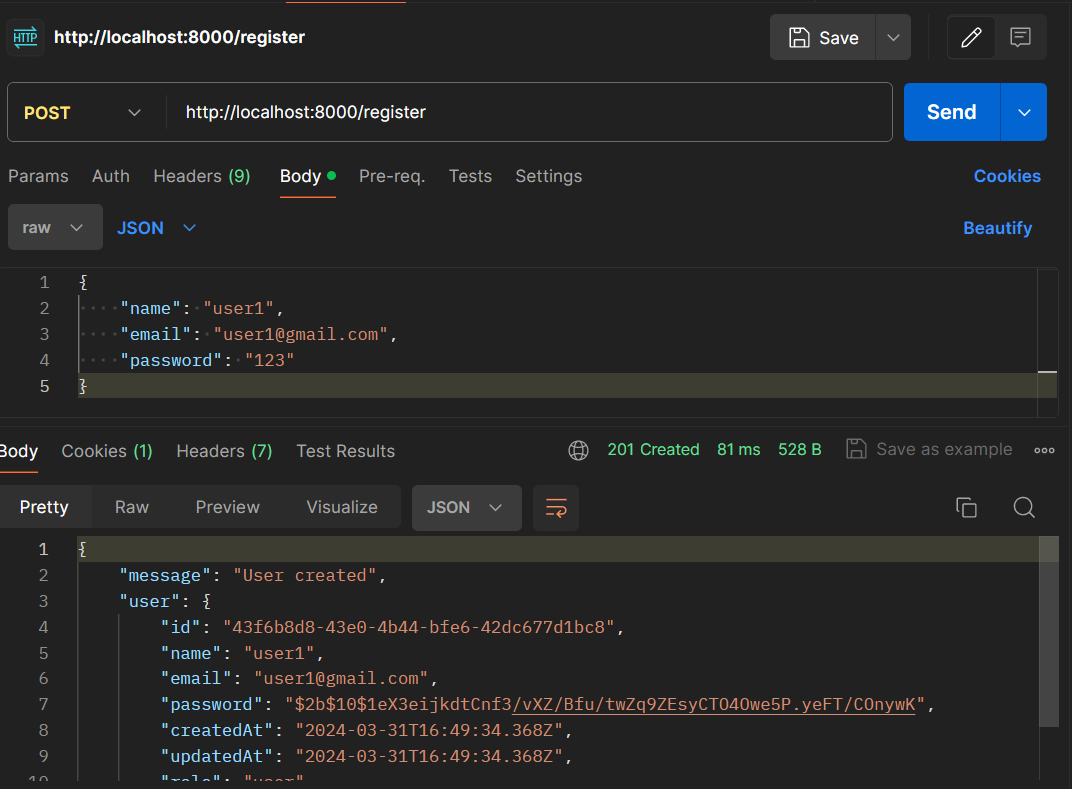 HTTP http://localhost:8000/register Save
POST http://localhost:8000/register Send
Params Auth Headers (9) Body Pre-req. Tests Settings Cookies
raw JSON Beautify
1 {
2 "name": "user1",
3 "email": "user1@gmail.com",
4 "password": "123"
5 }
Body Cookies (1) Headers (7) Test Results 201 Created 81 ms 528 B Save as example
Pretty Raw Preview Visualize JSON
1 {
2 "message": "User created",
3 "user": {
4 "id": "43f6b8d8-43e0-4b44-bfe6-42dc677d1bc8",
5 "name": "user1",
6 "email": "user1@gmail.com",
7 "password": "$2b$10$1eX3eijkdtCnf3/vXZ/Bfu/twZq9ZEsyCTO4Owe5P.yeFT/COnywK",
8 "createdAt": "2024-03-31T16:49:34.368Z",
9 "updatedAt": "2024-03-31T16:49:34.368Z",
10 "role": "user"